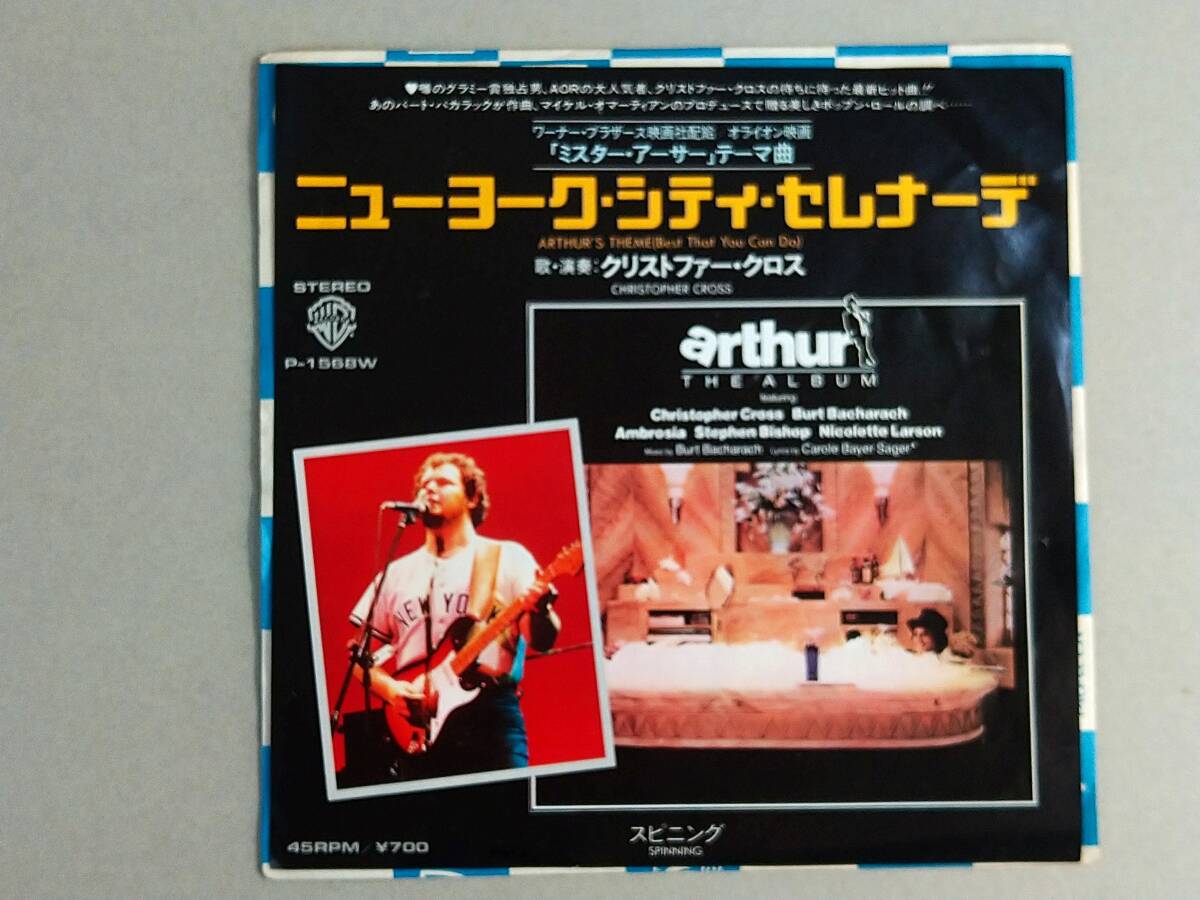 ♥噂のグラミー賞独占男、AORの大人気者、クリストファー・クロスの待ちに待った最新ヒット曲!!
あのバート・バカラックが作曲、マイケル・オマーティアンのプロデュースで贈る美しきポップン・ロールの調べ……
ワーナー・ブラザース映画社配給/オライオン映画
「ミスター・アーサー」テーマ曲
ニューヨーク・シティ・セレナーデ
ARTHUR'S THEME(Best That You Can Do)
歌・演奏:クリストファー・クロス
CHRISTOPHER CROSS
STEREO
P-1568W
arthur
THE ALBUM
featuring
Christopher Cross Burt Bacharach
Ambrosia Stephen Bishop Nicolette Larson
Music by Burt Bacharach Lyrics by Carole Bayer Sager*
NEW YO
スピニング
SPINNING
45RPM/¥700